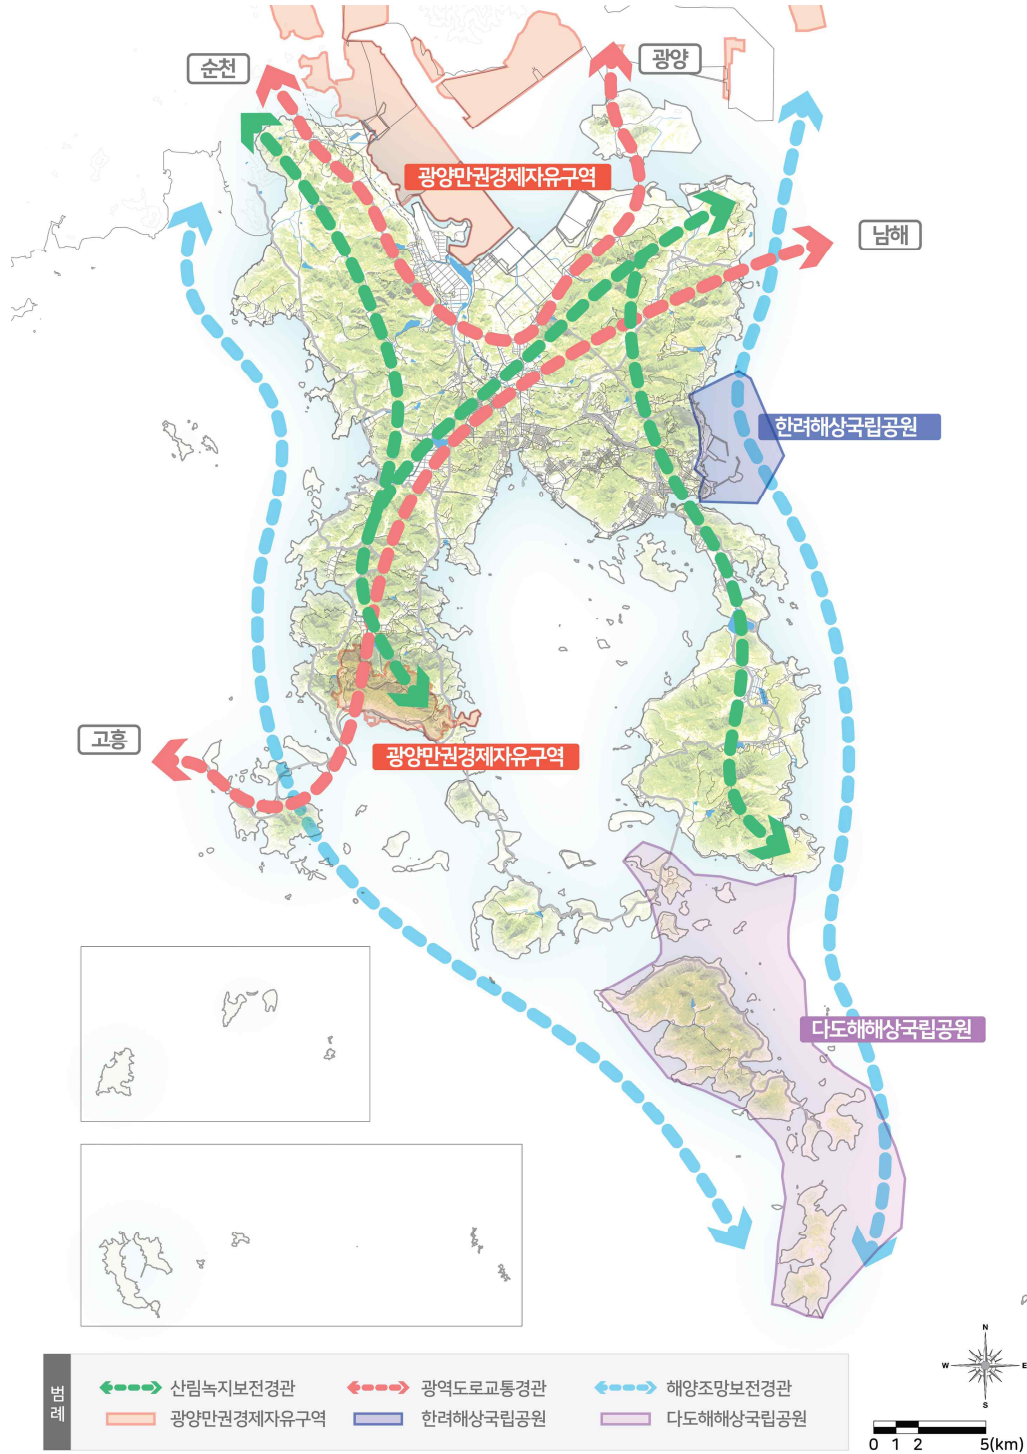 순천
광양
광양만권경제자유구역
남해
한려해상국립공원
고흥
광양만권경제자유구역
다도해해상국립공원
N
W
E
S
범례
산림녹지보전경관
광역도로교통경관
해양조망보전경관
광양만권경제자유구역
한려해상국립공원
다도해해상국립공원
0 1 2 5(km)